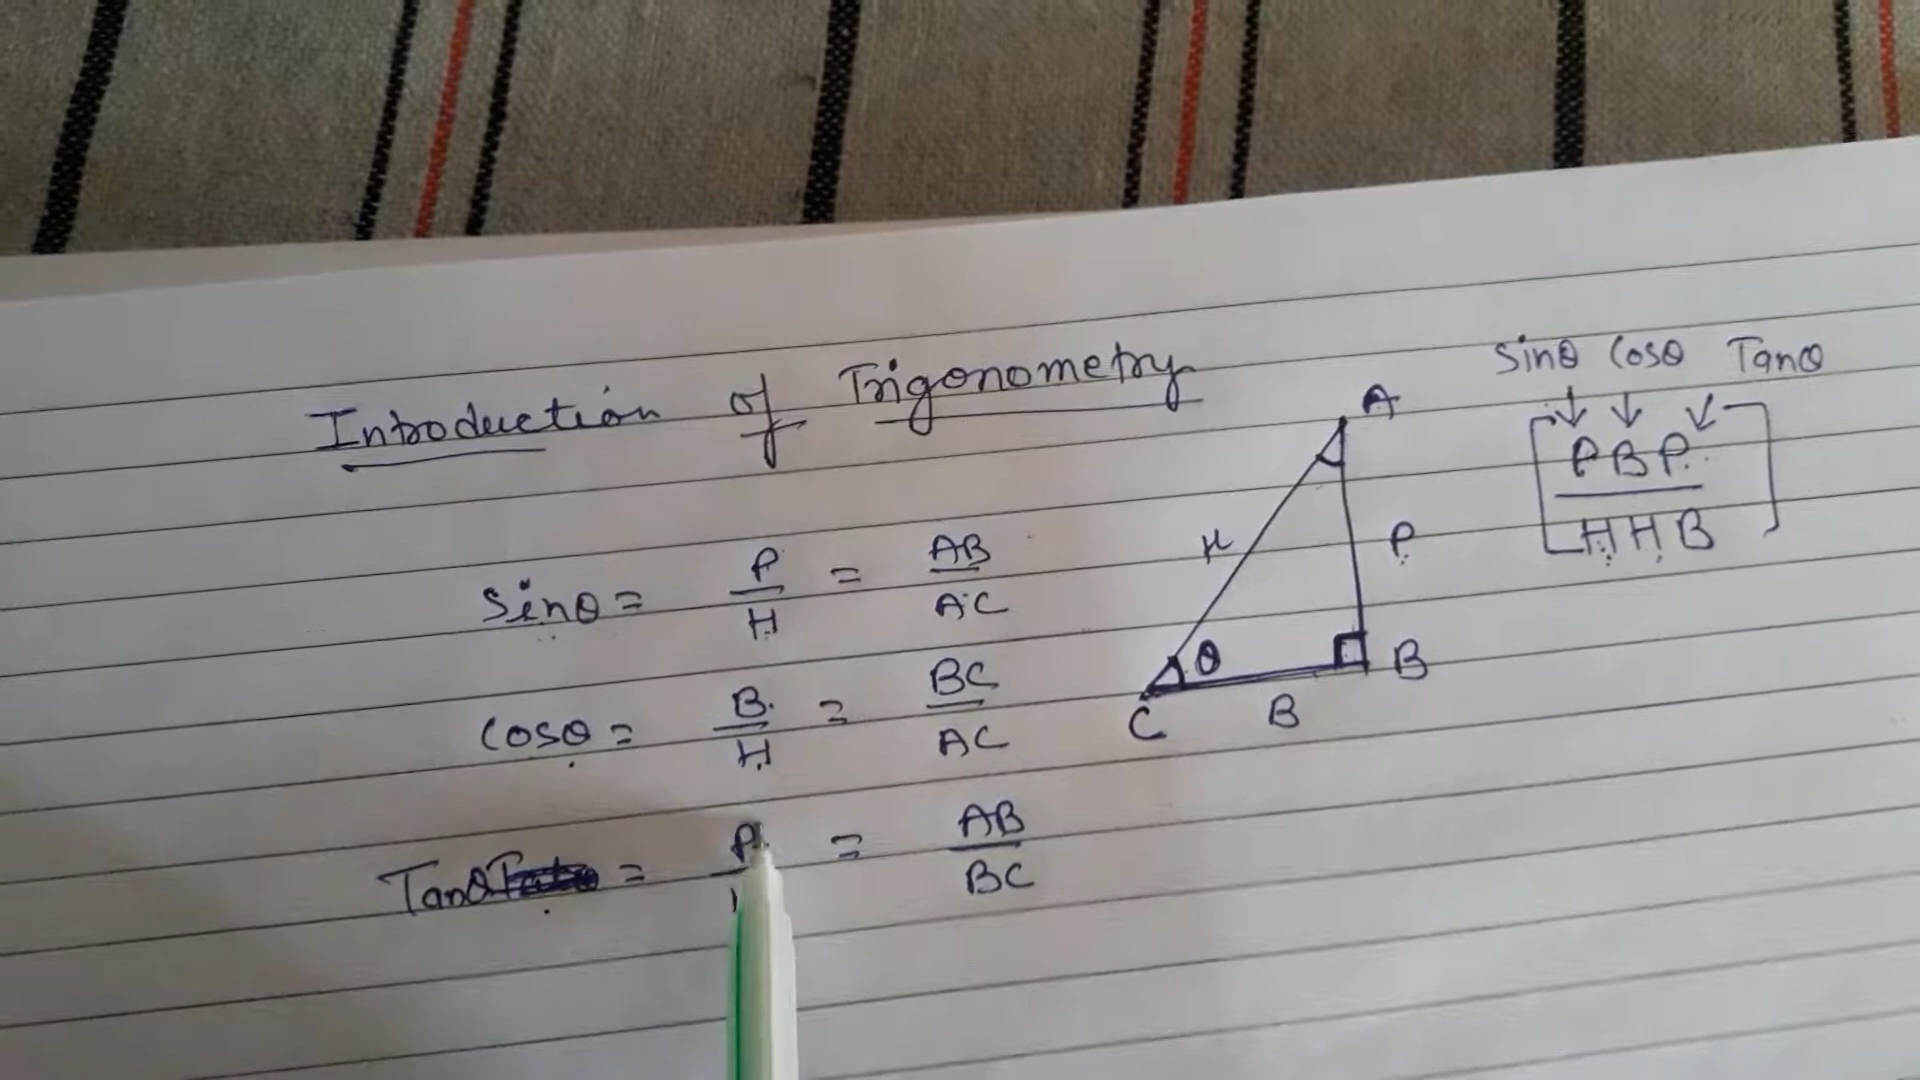 Introduction of Trigonometry
Sinθ = P/H = AB/AC
Cosθ = B/H = BC/AC
Tanθ = P/ = AB/BC
A
H
P
θ
B
C
B
Sinθ Cosθ Tanθ
P B P
H H B